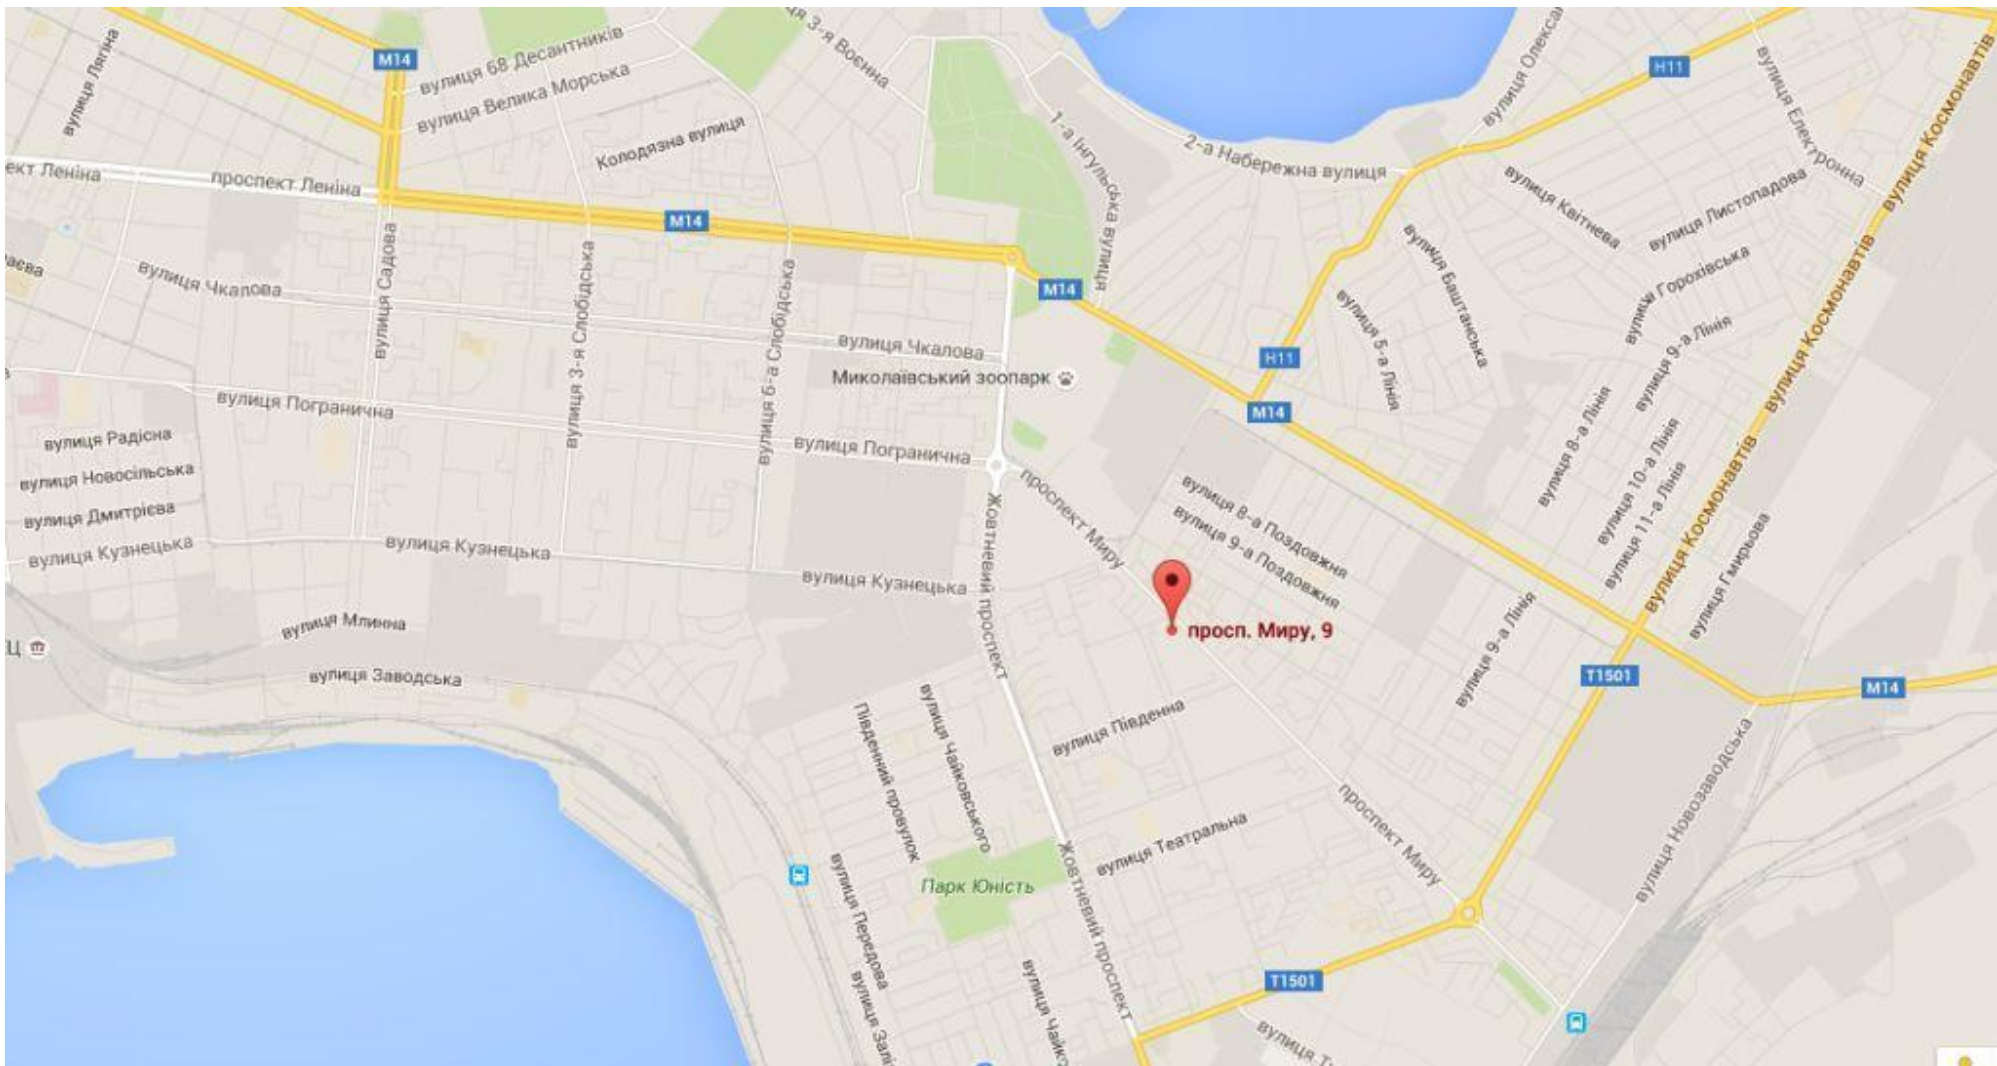 вулиця 3-я Воєнна
M14
H11
вулиця Лягіна
вулиця 68 Десантників
вулиця Велика Морська
Колодязна вулиця
1-а Інгульська вулиця
2-а Набережна вулиця
вулиця Електронна
вулиця Космонавтів
проспект Леніна
вулиця Квітнева
вулиця Листопадова
M14
вулиця Садова
вулиця 3-я Слобідська
вулиця 6-а Слобідська
вулиця Чкалова
M14
вулиця Баштанська
вулиця Горохівська
вулиця 5-а Лінія
вулиця 9-а Лінія
вулиця Космонавтів
вулиця Чкалова
H11
Миколаївський зоопарк
M14
вулиця Погранична
вулиця Погранична
вулиця 8-а Лінія
вулиця 10-а Лінія
вулиця 11-а Лінія
вулиця Космонавтів
вулиця Гмирьова
вулиця Радісна
вулиця Новосільська
вулиця Дмитрієва
вулиця Кузнецька
вулиця Кузнецька
вулиця Кузнецька
Жовтневий проспект
проспект Миру
вулиця 8-а Поздовжня
вулиця 9-а Поздовжня
просп. Миру, 9
вулиця 9-а Лінія
вулиця Млинна
вулиця Заводська
T1501
M14
Південний провулок
вулиця Чайковського
вулиця Південна
проспект Миру
вулиця Новозаводська
вулиця Театральна
Парк Юність
вулиця Передова
Жовтневий проспект
T1501